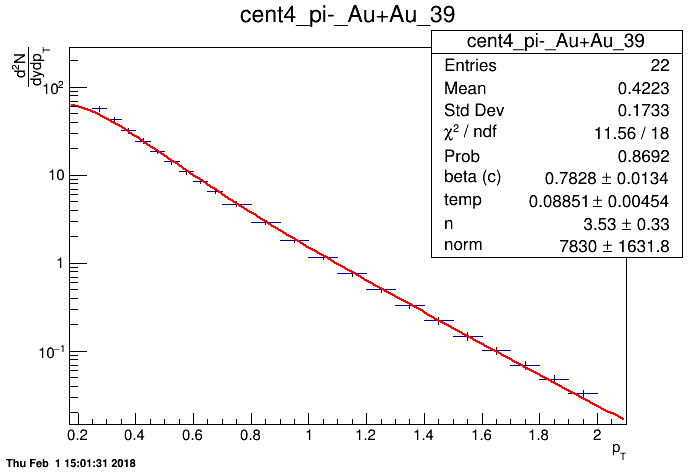 cent4_pi-_Au+Au_39
d²N
dydp_T
cent4_pi-_Au+Au_39
Entries 22
Mean 0.4223
Std Dev 0.1733
χ² / ndf 11.56 / 18
Prob 0.8692
beta (c) 0.7828 ± 0.0134
temp 0.08851 ± 0.00454
n 3.53 ± 0.33
norm 7830 ± 1631.8
10²
10
1
10⁻¹
0.2 0.4 0.6 0.8 1 1.2 1.4 1.6 1.8 2
p_T
Thu Feb 1 15:01:31 2018